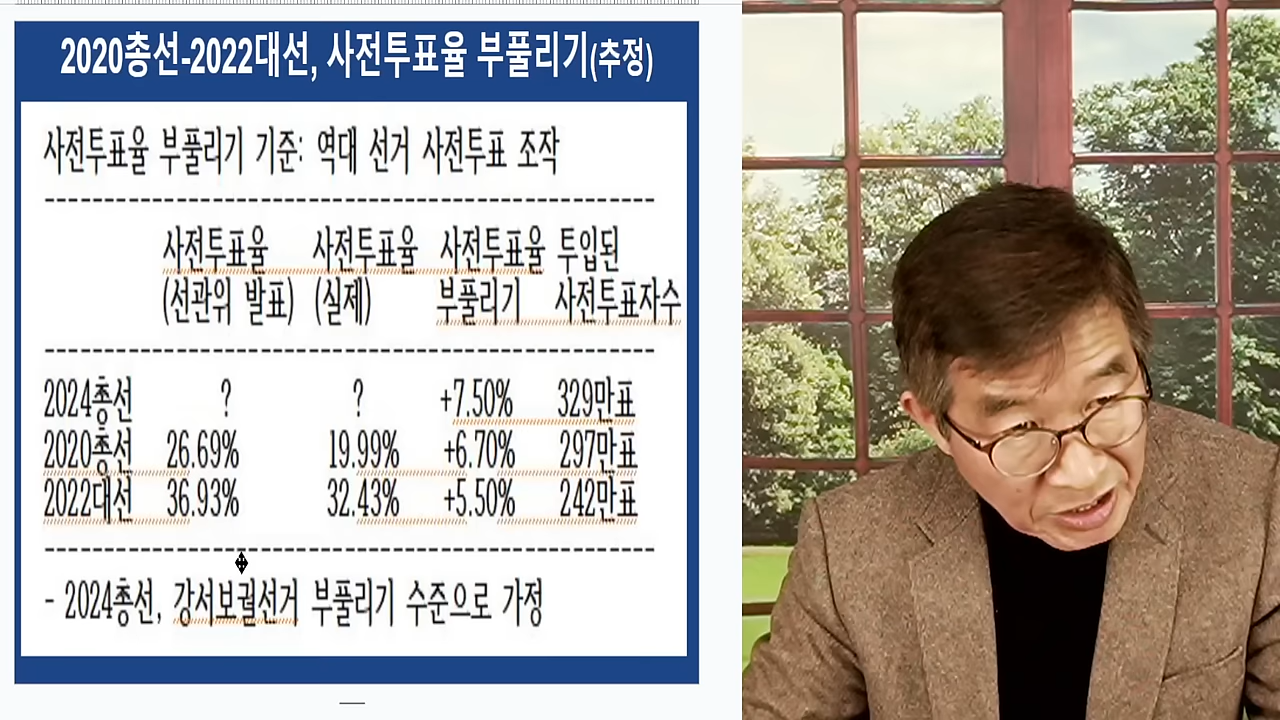 2020총선-2022대선, 사전투표율 부풀리기(추정)
사전투표율 부풀리기 기준: 역대 선거 사전투표 조작
사전투표율 사전투표율 사전투표율 투입된
(선관위 발표) (실제) 부풀리기 사전투표자수
2024총선 ? ? +7.50% 329만표
2020총선 26.69% 19.99% +6.70% 297만표
2022대선 36.93% 32.43% +5.50% 242만표
- 2024총선, 강서보궐선거 부풀리기 수준으로 가정